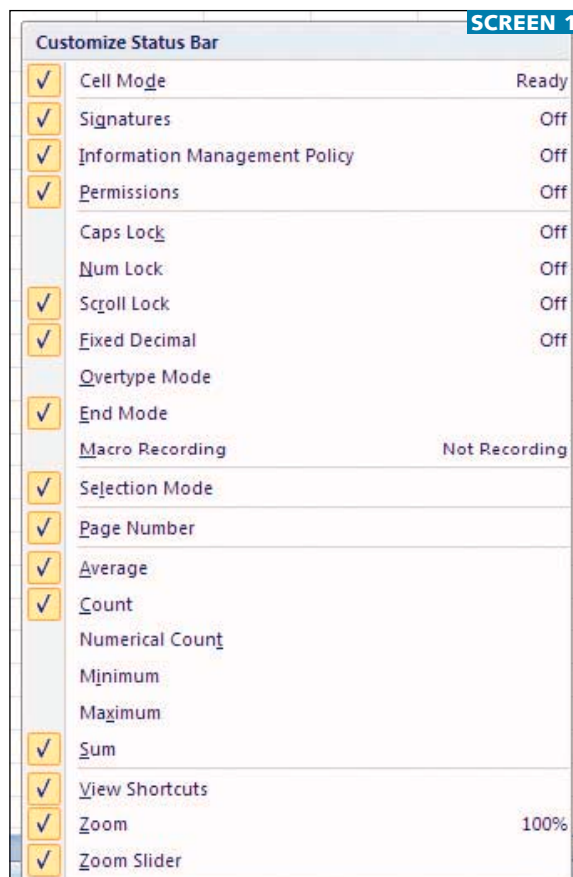 SCREEN 1
Customize Status Bar
Cell Mode Ready
Signatures Off
Information Management Policy Off
Permissions Off
Caps Lock Off
Num Lock Off
Scroll Lock Off
Fixed Decimal Off
Overtype Mode
End Mode
Macro Recording Not Recording
Selection Mode
Page Number
Average
Count
Numerical Count
Minimum
Maximum
Sum
View Shortcuts
Zoom 100%
Zoom Slider